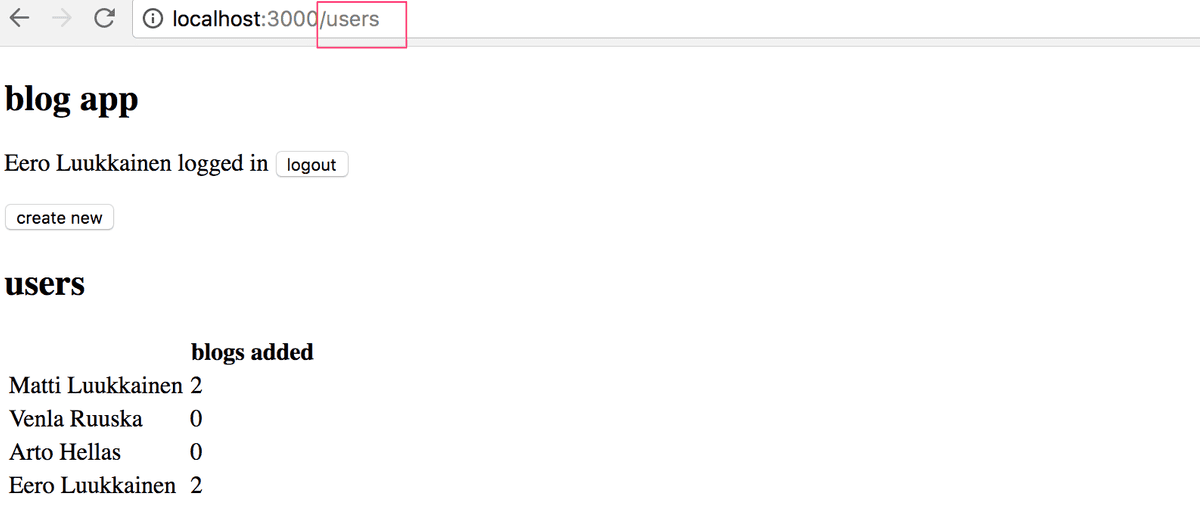 localhost:3000/users
blog app
Eero Luukkainen logged in logout
create new
users
blogs added
Matti Luukkainen 2
Venla Ruuska 0
Arto Hellas 0
Eero Luukkainen 2